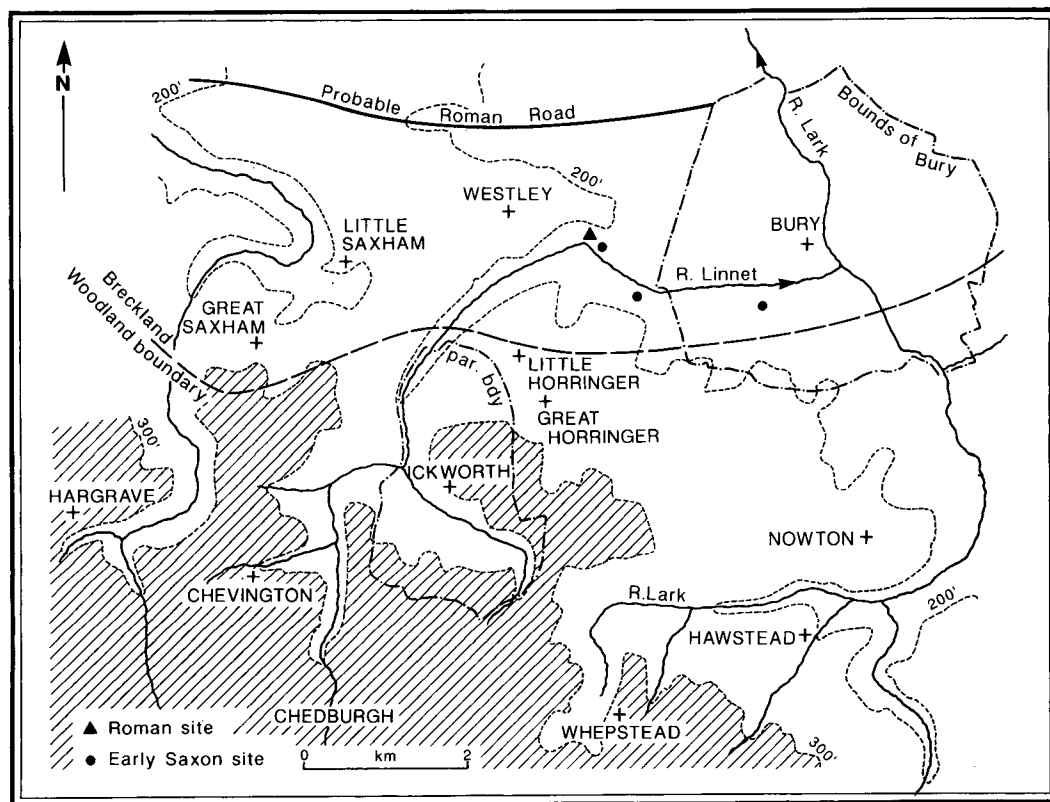 N
200'
Probable Roman Road
R. Lark
Bounds of
Bury
WESTLEY
200'
LITTLE
SAXHAM
BURY
R. Linnet
Breckland
Woodland boundary.
GREAT
SAXHAM
par. bdy
LITTLE
HORRINGER
GREAT
HORRINGER
300'
HARGRAVE
ICKWORTH
NOWTON
CHEVINGTON
R.Lark
200'
HAWSTEAD
CHEDBURGH
WHEPSTEAD
300'
Roman site
Early Saxon site
0 km 2